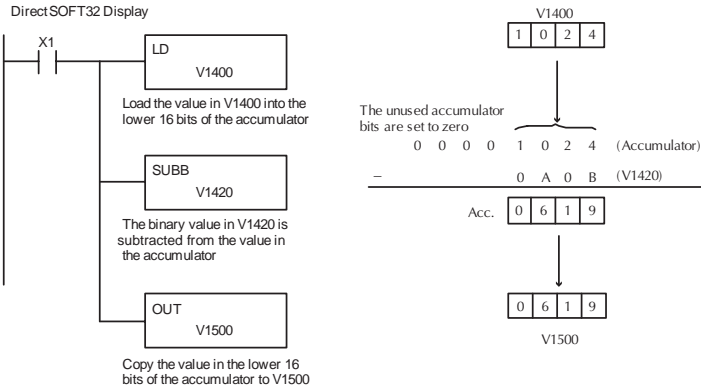 DirectSOFT32 Display
X1
LD
V1400
Load the value in V1400 into the
lower 16 bits of the accumulator
SUBB
V1420
The binary value in V1420 is
subtracted from the value in
the accumulator
OUT
V1500
Copy the value in the lower 16
bits of the accumulator to V1500
V1400
1 0 2 4
The unused accumulator
bits are set to zero
0 0 0 0 1 0 2 4 (Accumulator)
– 0 A 0 B (V1420)
Acc. 0 6 1 9
0 6 1 9
V1500